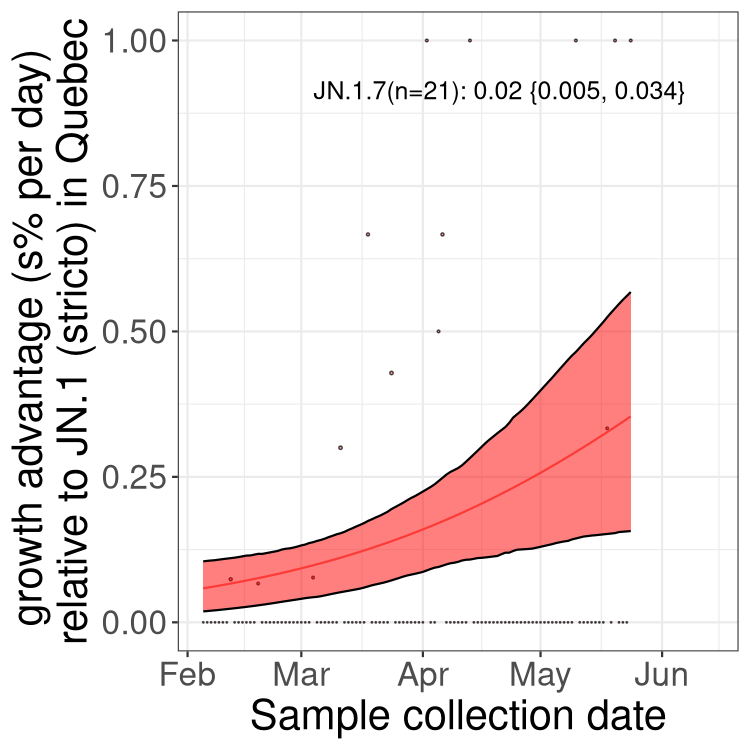 growth advantage (s% per day)
relative to JN.1 (stricto) in Quebec
1.00
0.75
0.50
0.25
0.00
JN.1.7(n=21): 0.02 {0.005, 0.034}
Feb Mar Apr May Jun
Sample collection date